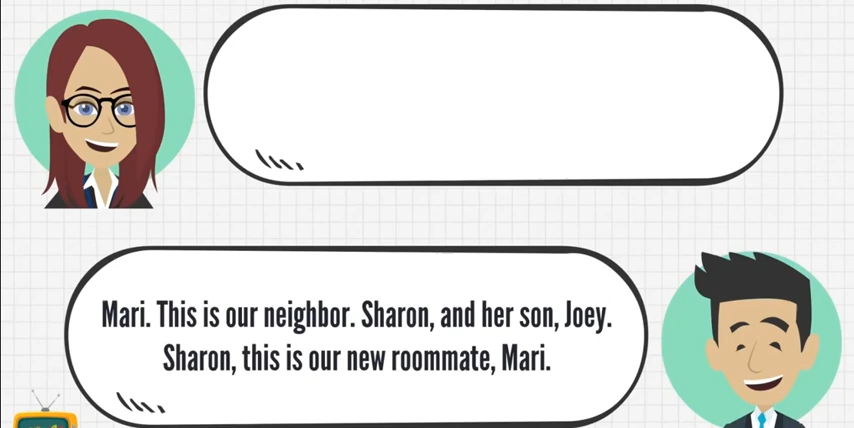 Mari. This is our neighbor. Sharon, and her son, Joey.
Sharon, this is our new roommate, Mari.